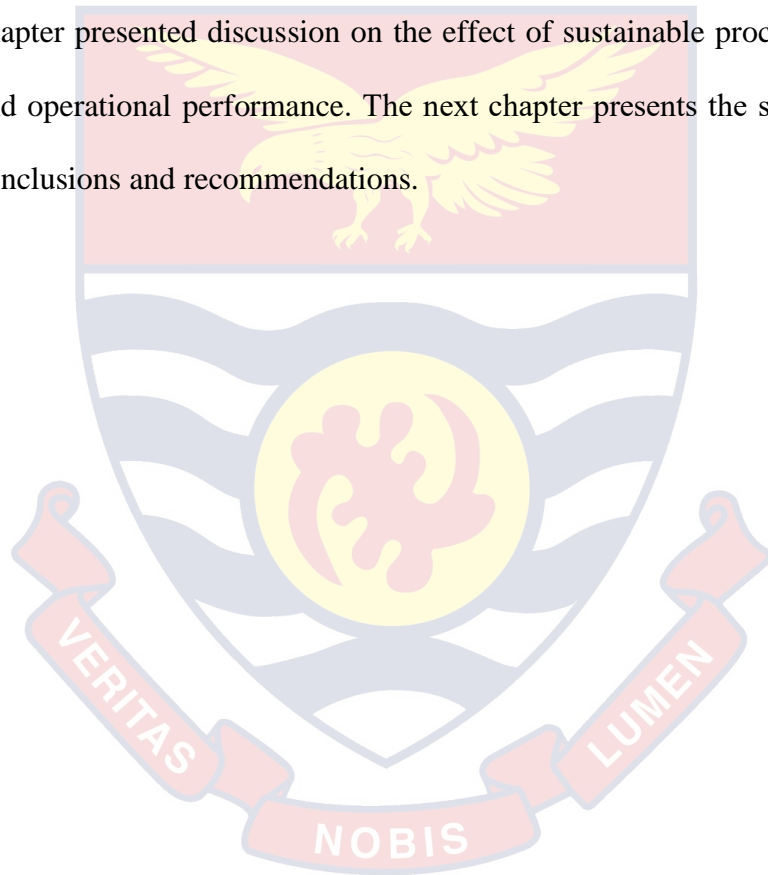 apter presented discussion on the effect of sustainable proc
d operational performance. The next chapter presents the s
nclusions and recommendations.
VERITAS
NOBIS
LUMEN